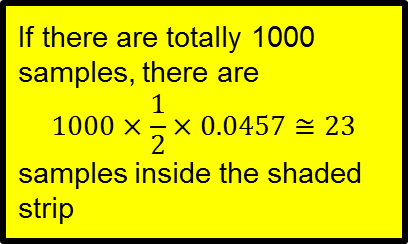 If there are totally 1000
samples, there are
1000 × 1/2 × 0.0457 ≅ 23
samples inside the shaded
strip